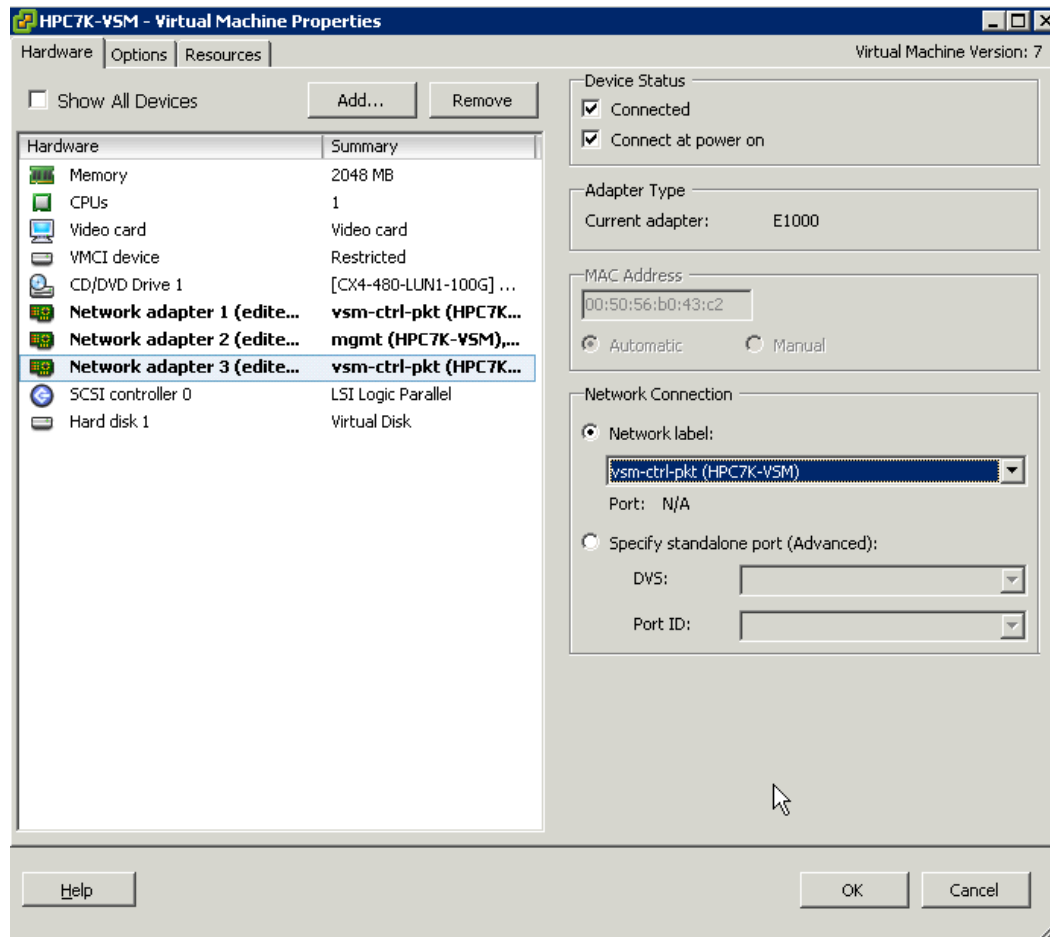 HPC7K-VSM - Virtual Machine Properties
Hardware Options Resources Virtual Machine Version: 7
Show All Devices Add... Remove
Hardware Summary
Memory 2048 MB
CPUs 1
Video card Video card
VMCI device Restricted
CD/DVD Drive 1 [CX4-480-LUN1-100G] ...
Network adapter 1 (edite... vsm-ctrl-pkt (HPC7K...
Network adapter 2 (edite... mgmt (HPC7K-VSM),...
Network adapter 3 (edite... vsm-ctrl-pkt (HPC7K...
SCSI controller 0 LSI Logic Parallel
Hard disk 1 Virtual Disk
Device Status
Connected
Connect at power on
Adapter Type
Current adapter: E1000
MAC Address
00:50:56:b0:43:c2
Automatic Manual
Network Connection
Network label:
vsm-ctrl-pkt (HPC7K-VSM)
Port: N/A
Specify standalone port (Advanced):
DVS:
Port ID:
Help OK Cancel